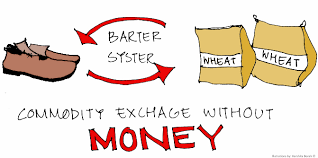 BARTER
SYSTER
WHEAT
WHEAT
COMMODITY EXCHAGE WITHOUT
MONEY